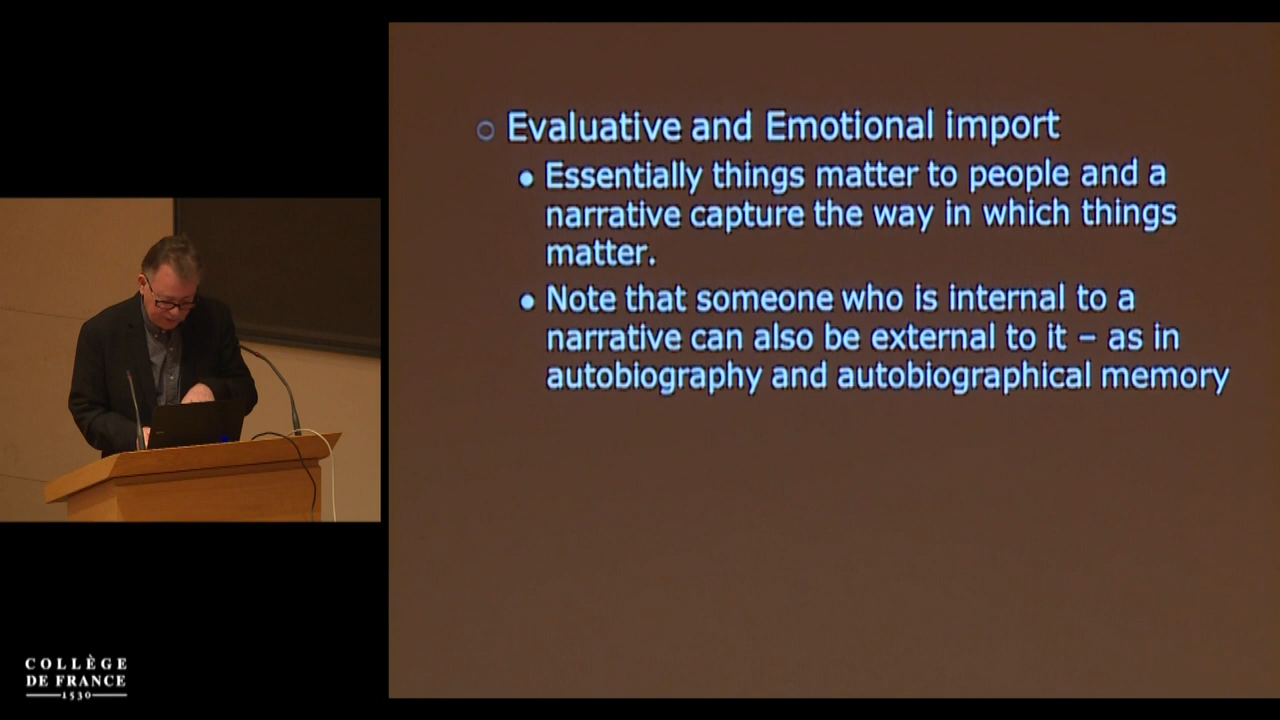 Evaluative and Emotional import
Essentially things matter to people and a
narrative capture the way in which things
matter.
Note that someone who is internal to a
narrative can also be external to it – as in
autobiography and autobiographical memory
COLLÈGE
DE FRANCE
1530